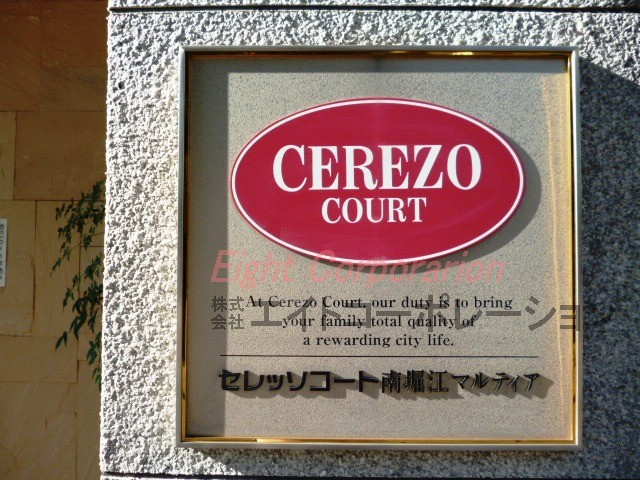 CEREZO
COURT
Eight Corporarion
At Cerezo Court, our duty is to bring
株式会社 エイトコーポレーショ
your family total quality of
a rewarding city life.
セレッソコート南堀江マルティア